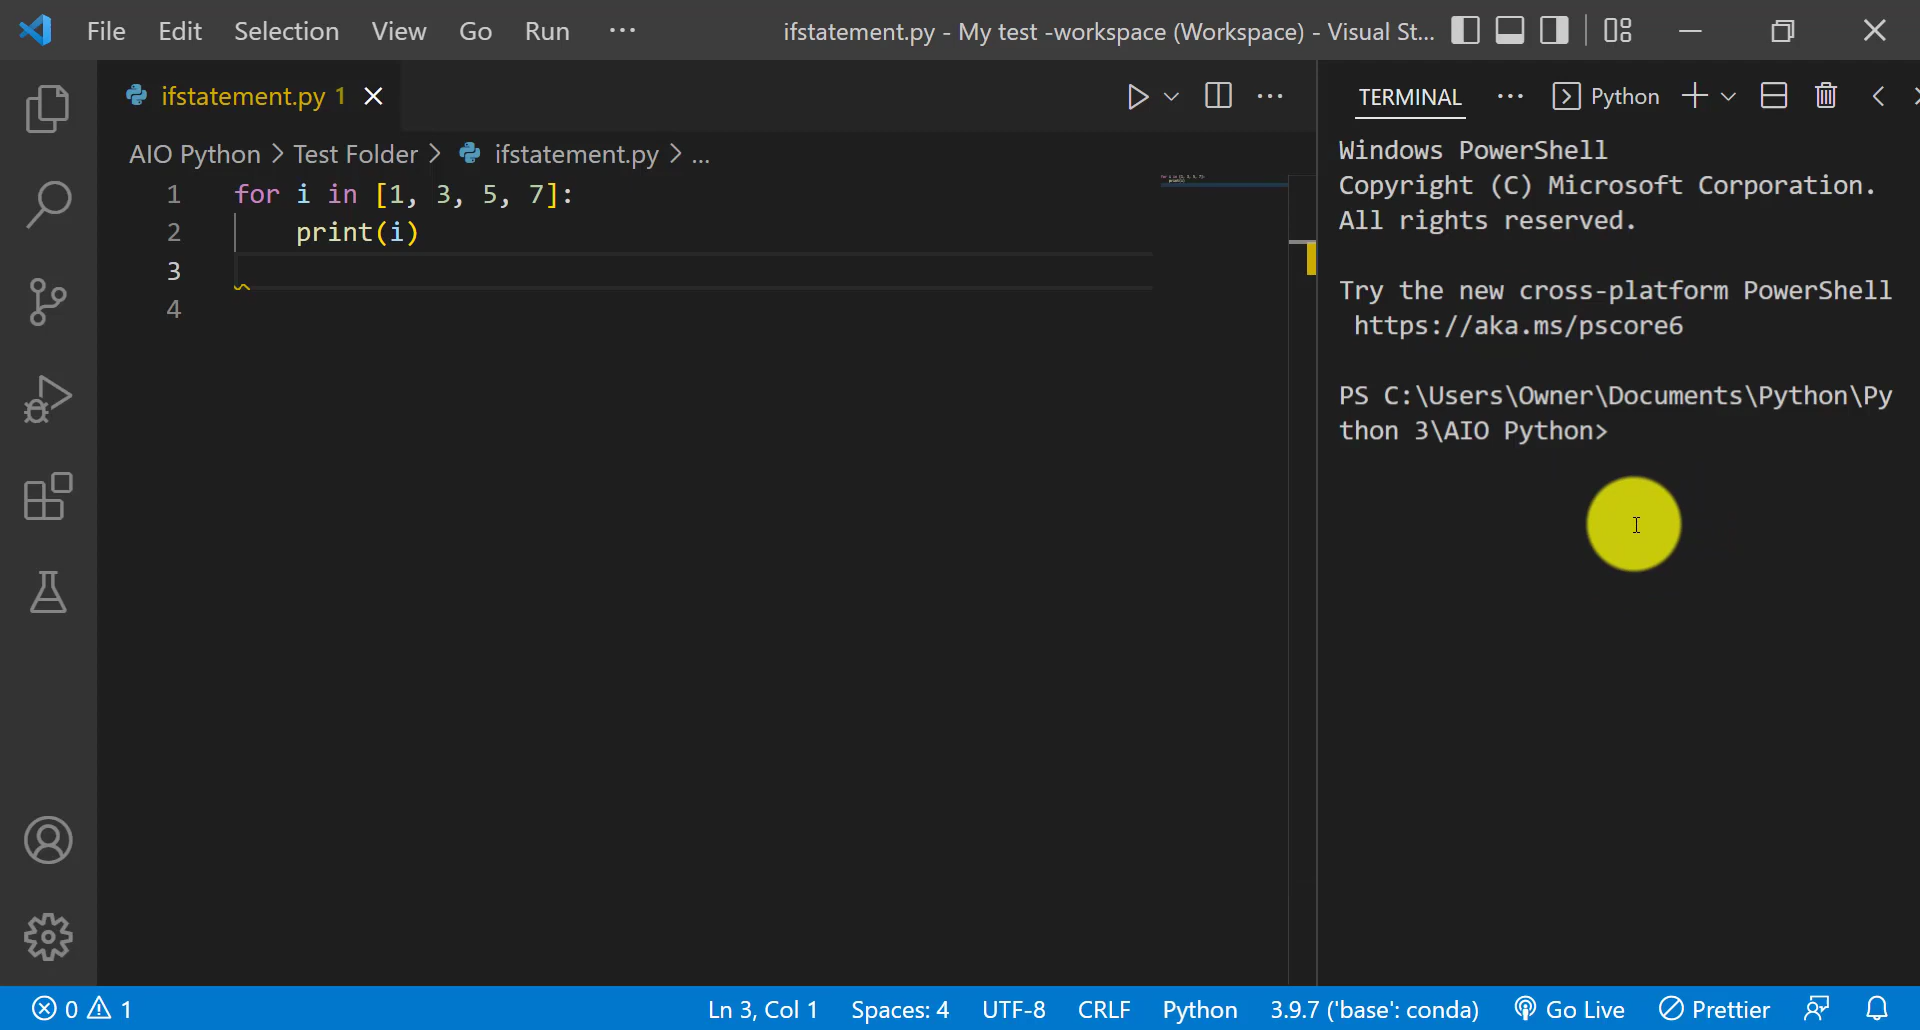 File Edit Selection View Go Run ··· ifstatement.py - My test -workspace (Workspace) - Visual St...
ifstatement.py 1
TERMINAL ··· Python
AIO Python > Test Folder > ifstatement.py > ...
1 for i in [1, 3, 5, 7]:
2     print(i)
3
4
Windows PowerShell
Copyright (C) Microsoft Corporation.
All rights reserved.
Try the new cross-platform PowerShell
https://aka.ms/pscore6
PS C:\Users\Owner\Documents\Python\Py
thon 3\AIO Python>
0 1 Ln 3, Col 1 Spaces: 4 UTF-8 CRLF Python 3.9.7 ('base': conda) Go Live Prettier